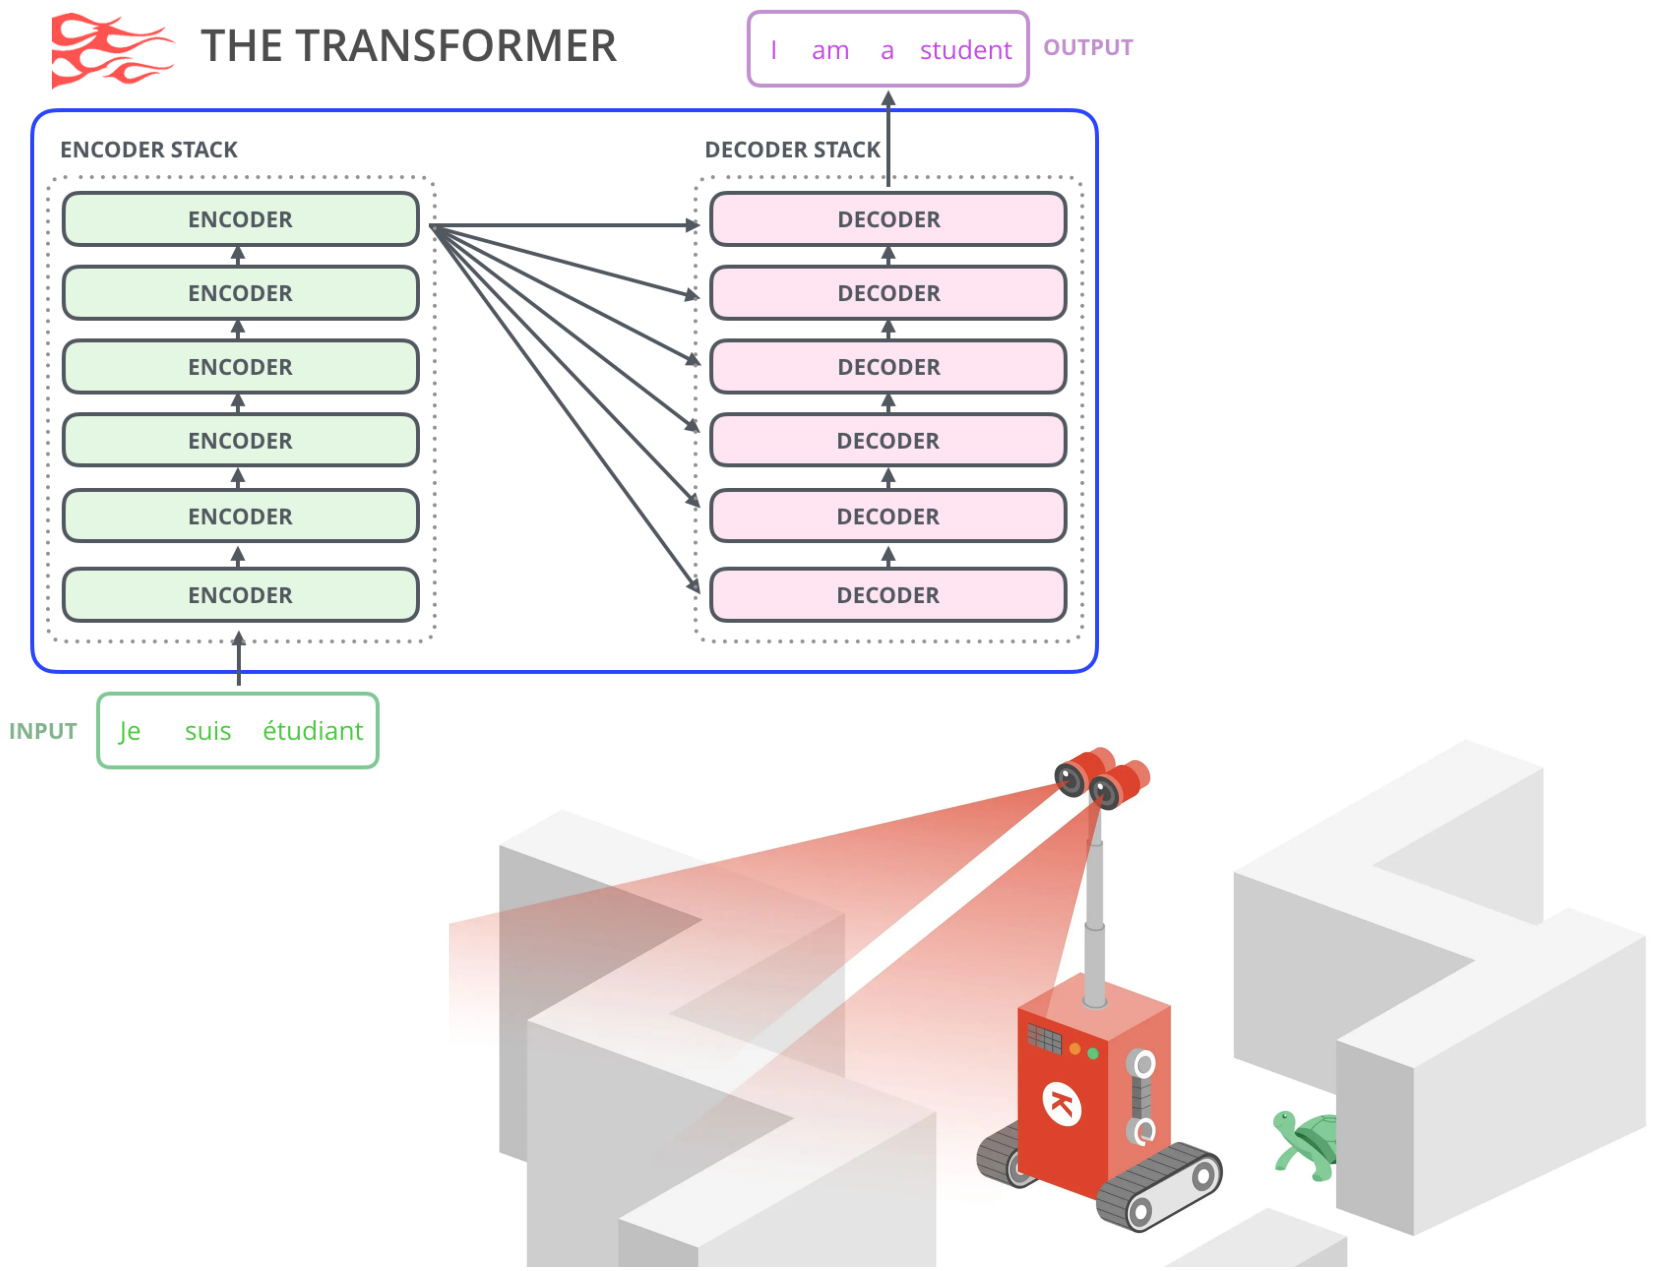 THE TRANSFORMER
I am a student
OUTPUT
ENCODER STACK
DECODER STACK
ENCODER
ENCODER
ENCODER
ENCODER
ENCODER
ENCODER
DECODER
DECODER
DECODER
DECODER
DECODER
DECODER
INPUT
Je suis étudiant
K